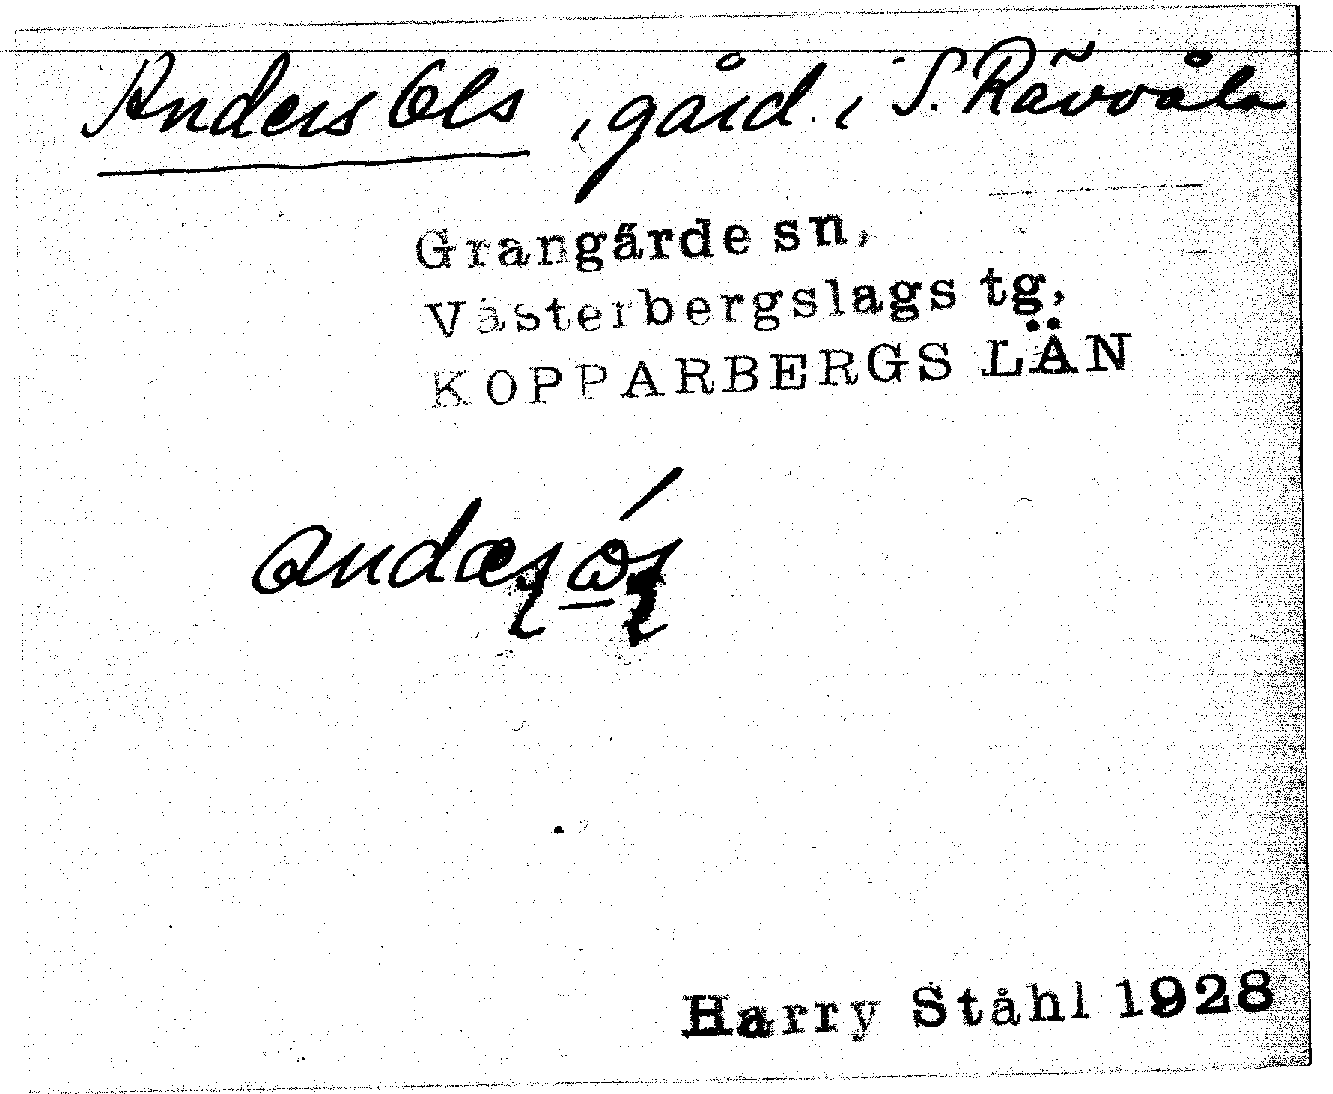 Anders Ols, gård i S. Rävvåla
Grangärde sn,
Västerbergslags tg,
KOPPARBERGS LÄN
Harry Ståhl 1928